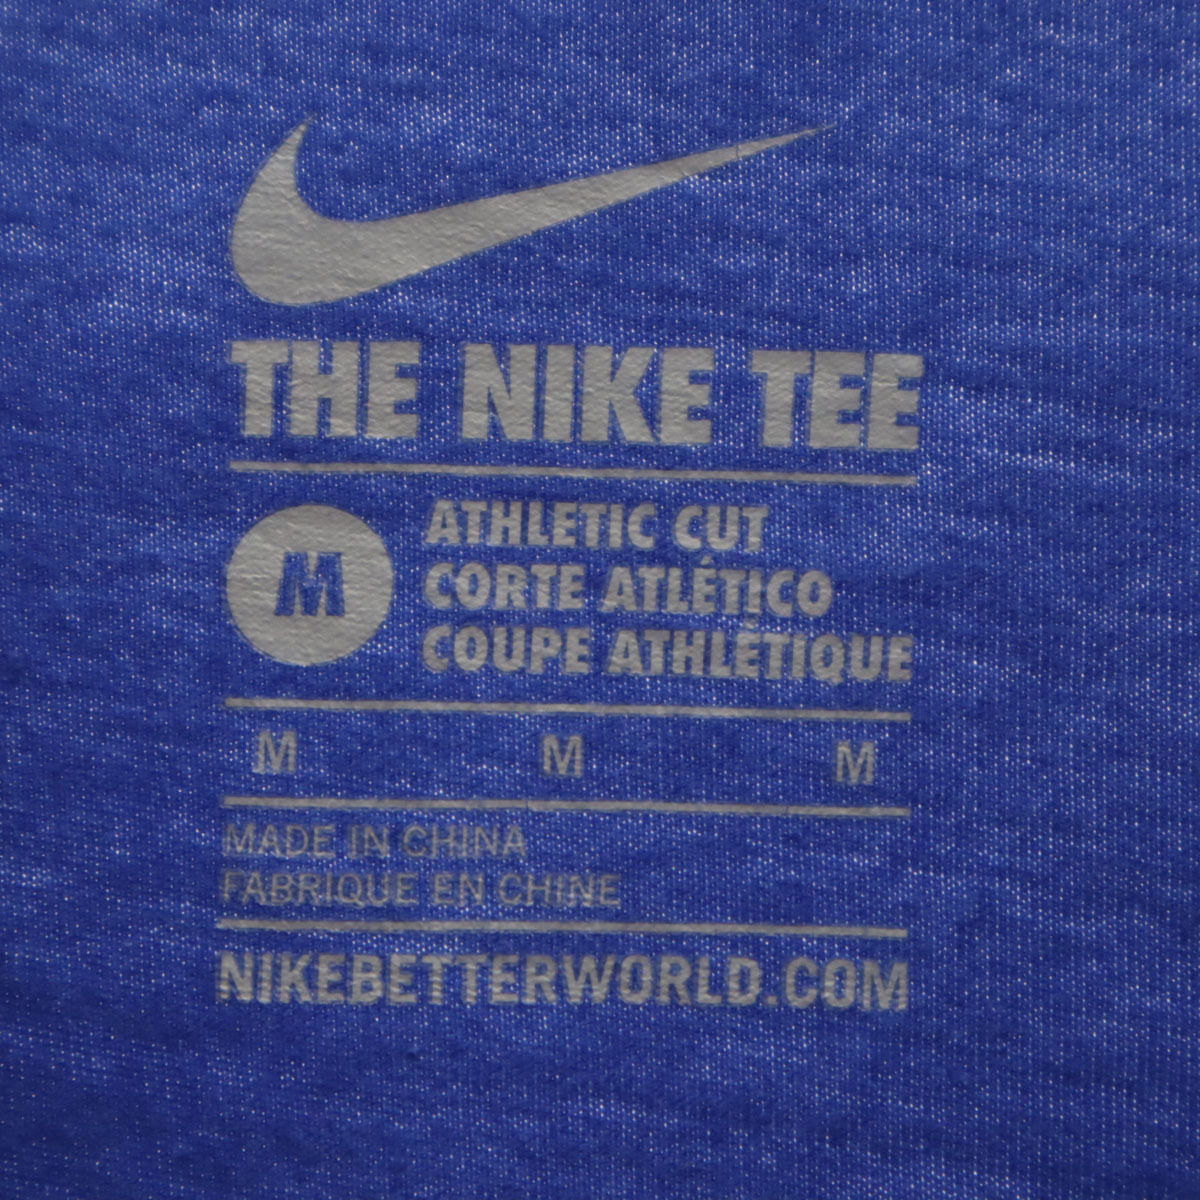 THE NIKE TEE
M
ATHLETIC CUT
CORTE ATLÉTICO
COUPE ATHLÉTIQUE
M M M
MADE IN CHINA
FABRIQUE EN CHINE
NIKEBETTERWORLD.COM